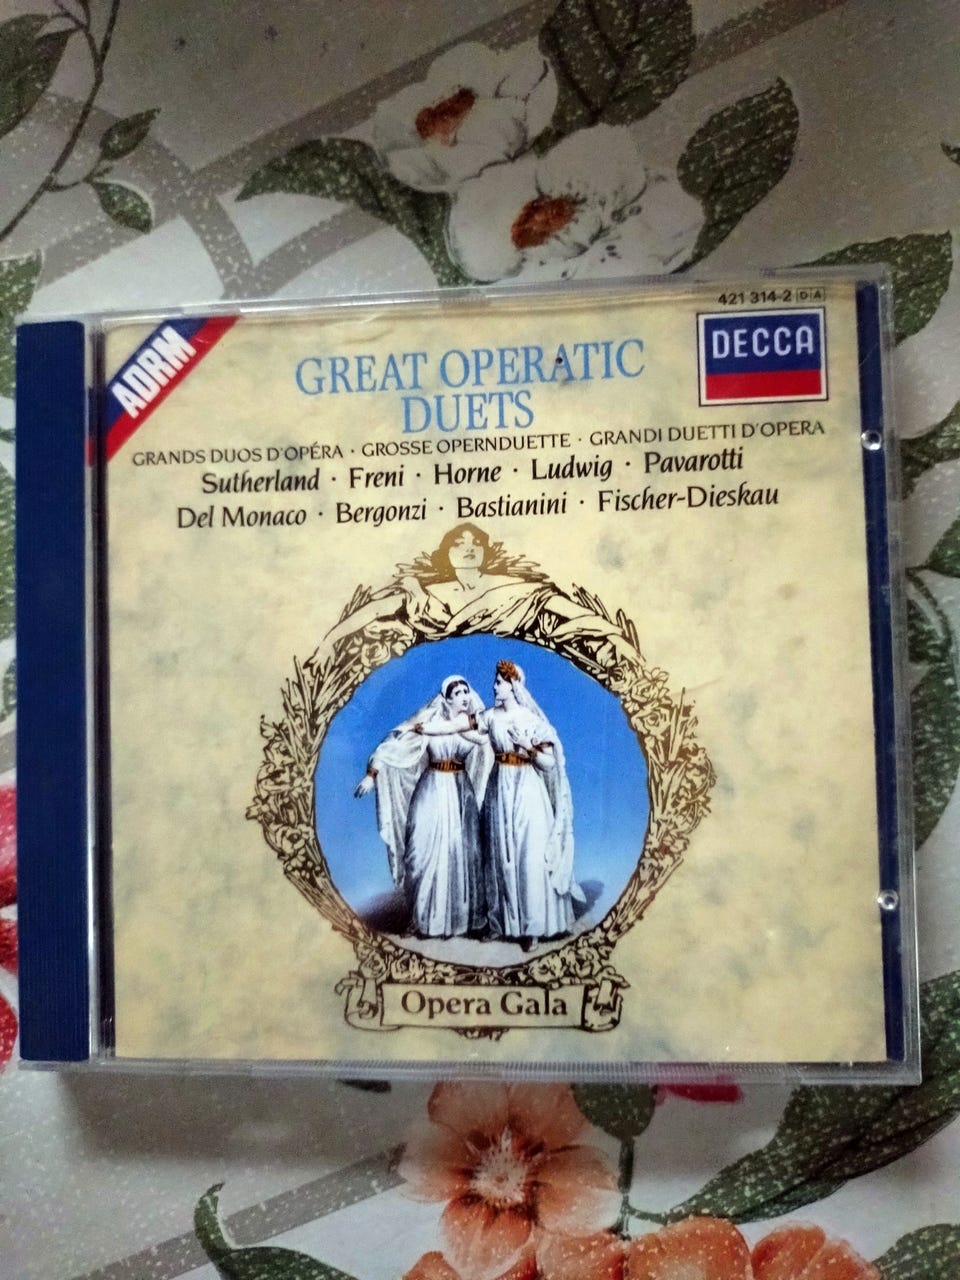 421 314-2 DA
ADRM
DECCA
GREAT OPERATIC
DUETS
GRANDS DUOS D'OPÉRA · GROSSE OPERNDUETTE · GRANDI DUETTI D'OPERA
Sutherland · Freni · Horne · Ludwig · Pavarotti
Del Monaco · Bergonzi · Bastianini · Fischer-Dieskau
Opera Gala